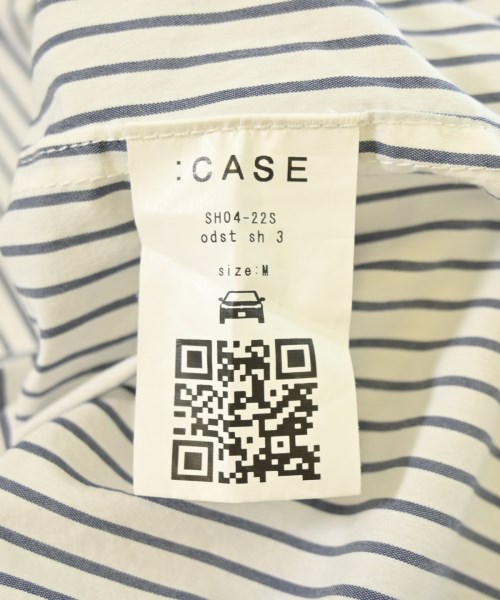 :CASE
SH04-22S
odst sh 3
size:M